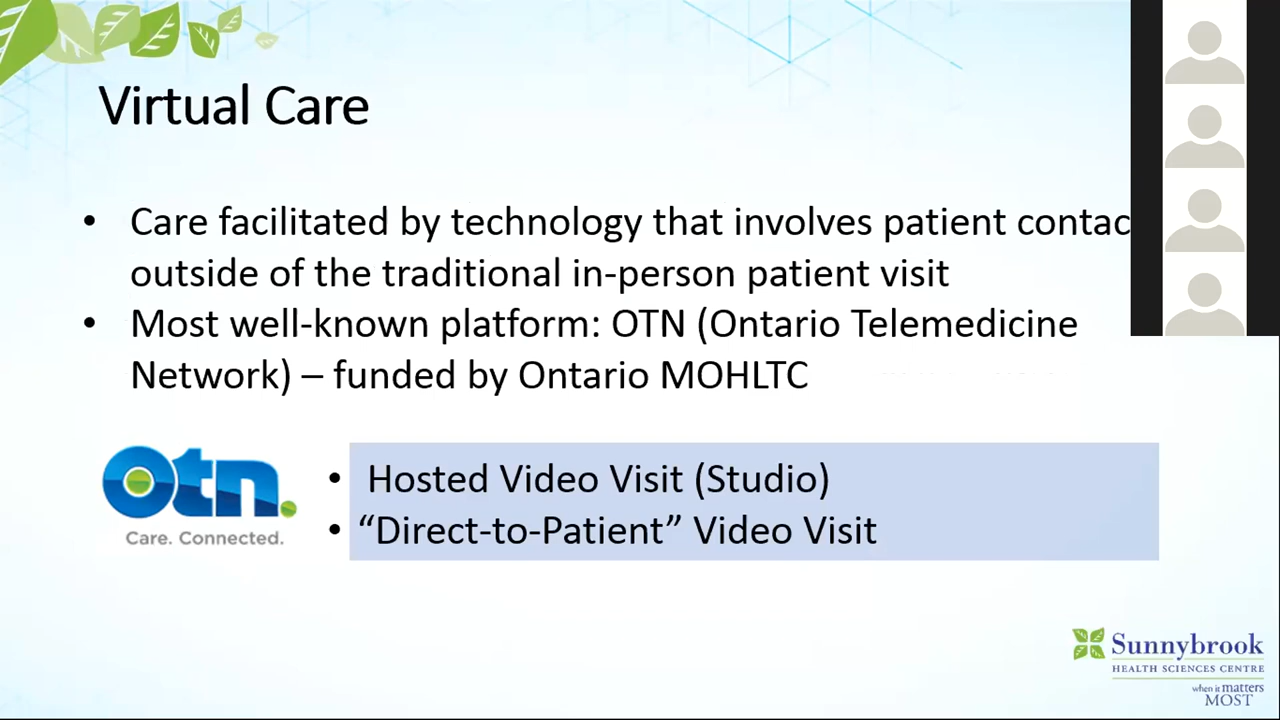 Virtual Care
• Care facilitated by technology that involves patient contac
outside of the traditional in-person patient visit
• Most well-known platform: OTN (Ontario Telemedicine
Network) – funded by Ontario MOHLTC
otn.
Care. Connected.
• Hosted Video Visit (Studio)
• “Direct-to-Patient” Video Visit
Sunnybrook
HEALTH SCIENCES CENTRE
when it matters
MOST